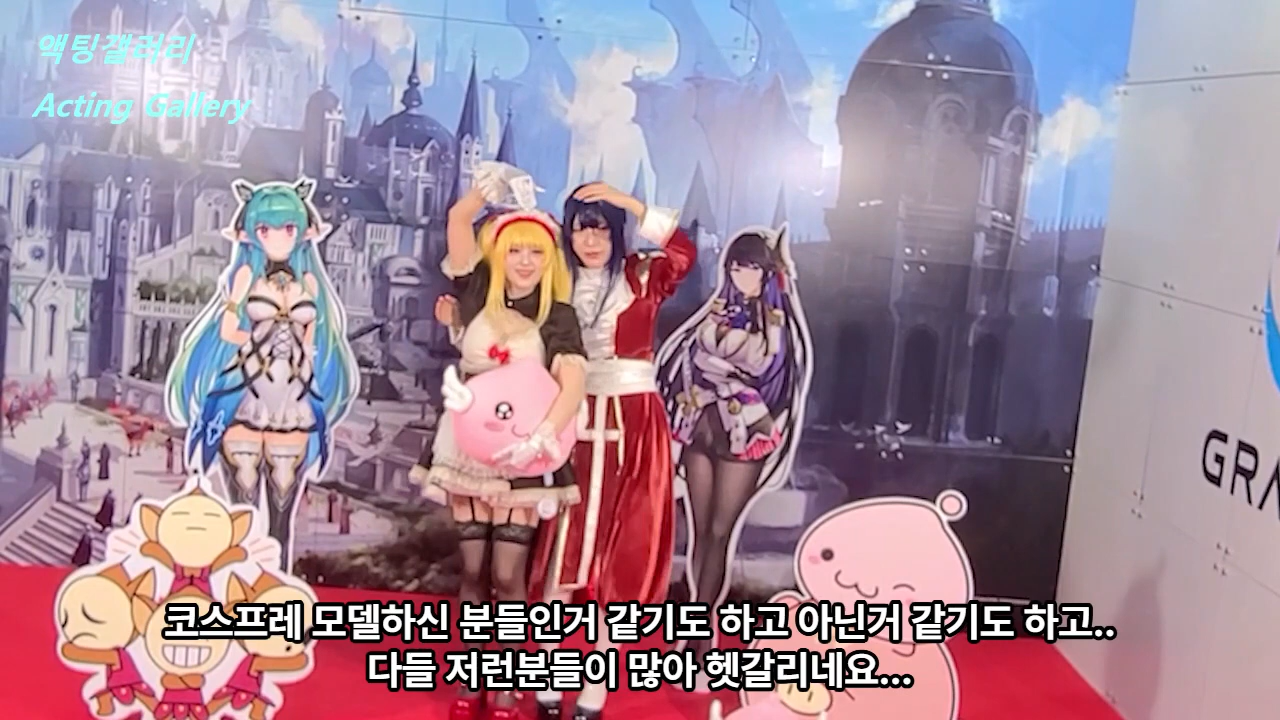 액팅갤러리
Acting Gallery
GRA
코스프레 모델하신 분들인거 같기도 하고 아닌거 같기도 하고..
다들 저런분들이 많아 헷갈리네요...